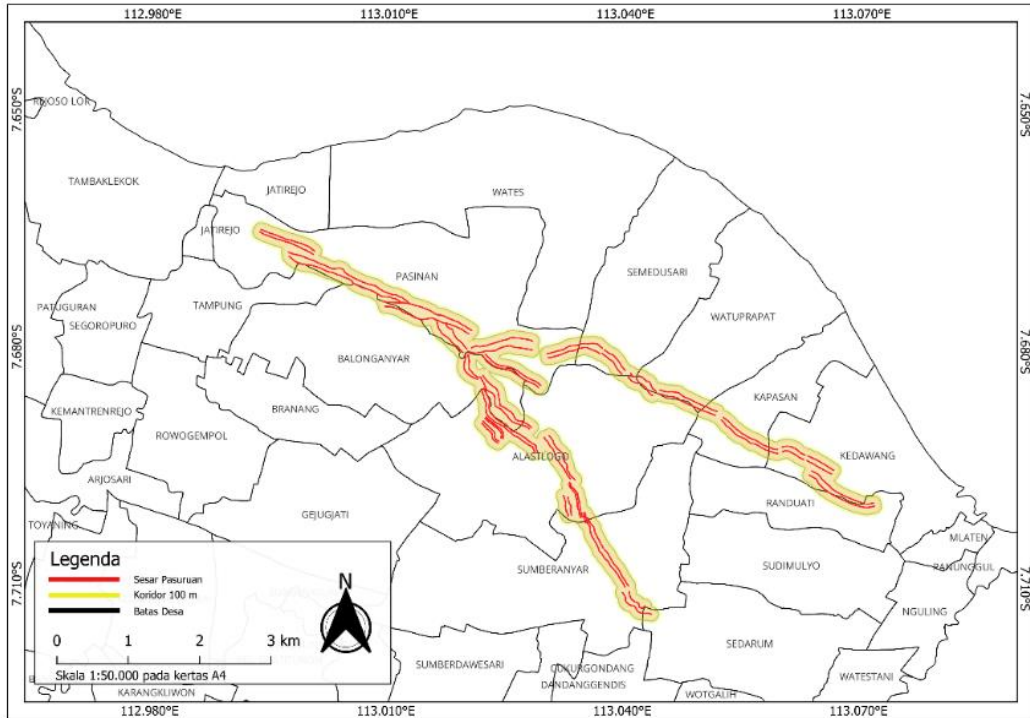 112.980°E 113.010°E 113.040°E 113.070°E
7.650°S
7.650°S
REJOSO LOR
TAMBAKLEKOK
JATIREJO
WATES
JATIREJO
PASINAN
SEMEDUSARI
PATUGURAN
TAMPUNG
WATUPRAPAT
SEGOROPURO
7.680°S
7.680°S
BALONGANYAR
KAPASAN
KEMANTRENREJO
BRANANG
ROWOGEMPOL
ALASTLOGO
KEDAWANG
ARJOSARI
RANDUATI
GEJUGJATI
TOYANING
MLATEN
Legenda
Sesar Pasuruan
Koridor 100 m
Batas Desa
N
0 1 2 3 km
Skala 1:50.000 pada kertas A4
SUMBERANYAR
SUDIMULYO
PANUNGGUL
7.710°S
7.710°S
NGULING
SEDARUM
SUMBERDAWESARI
CUKURGONDANG
WATESTANI
DANDANGGENDIS
KARANGKLIWON
WOTGALIH
112.980°E 113.010°E 113.040°E 113.070°E